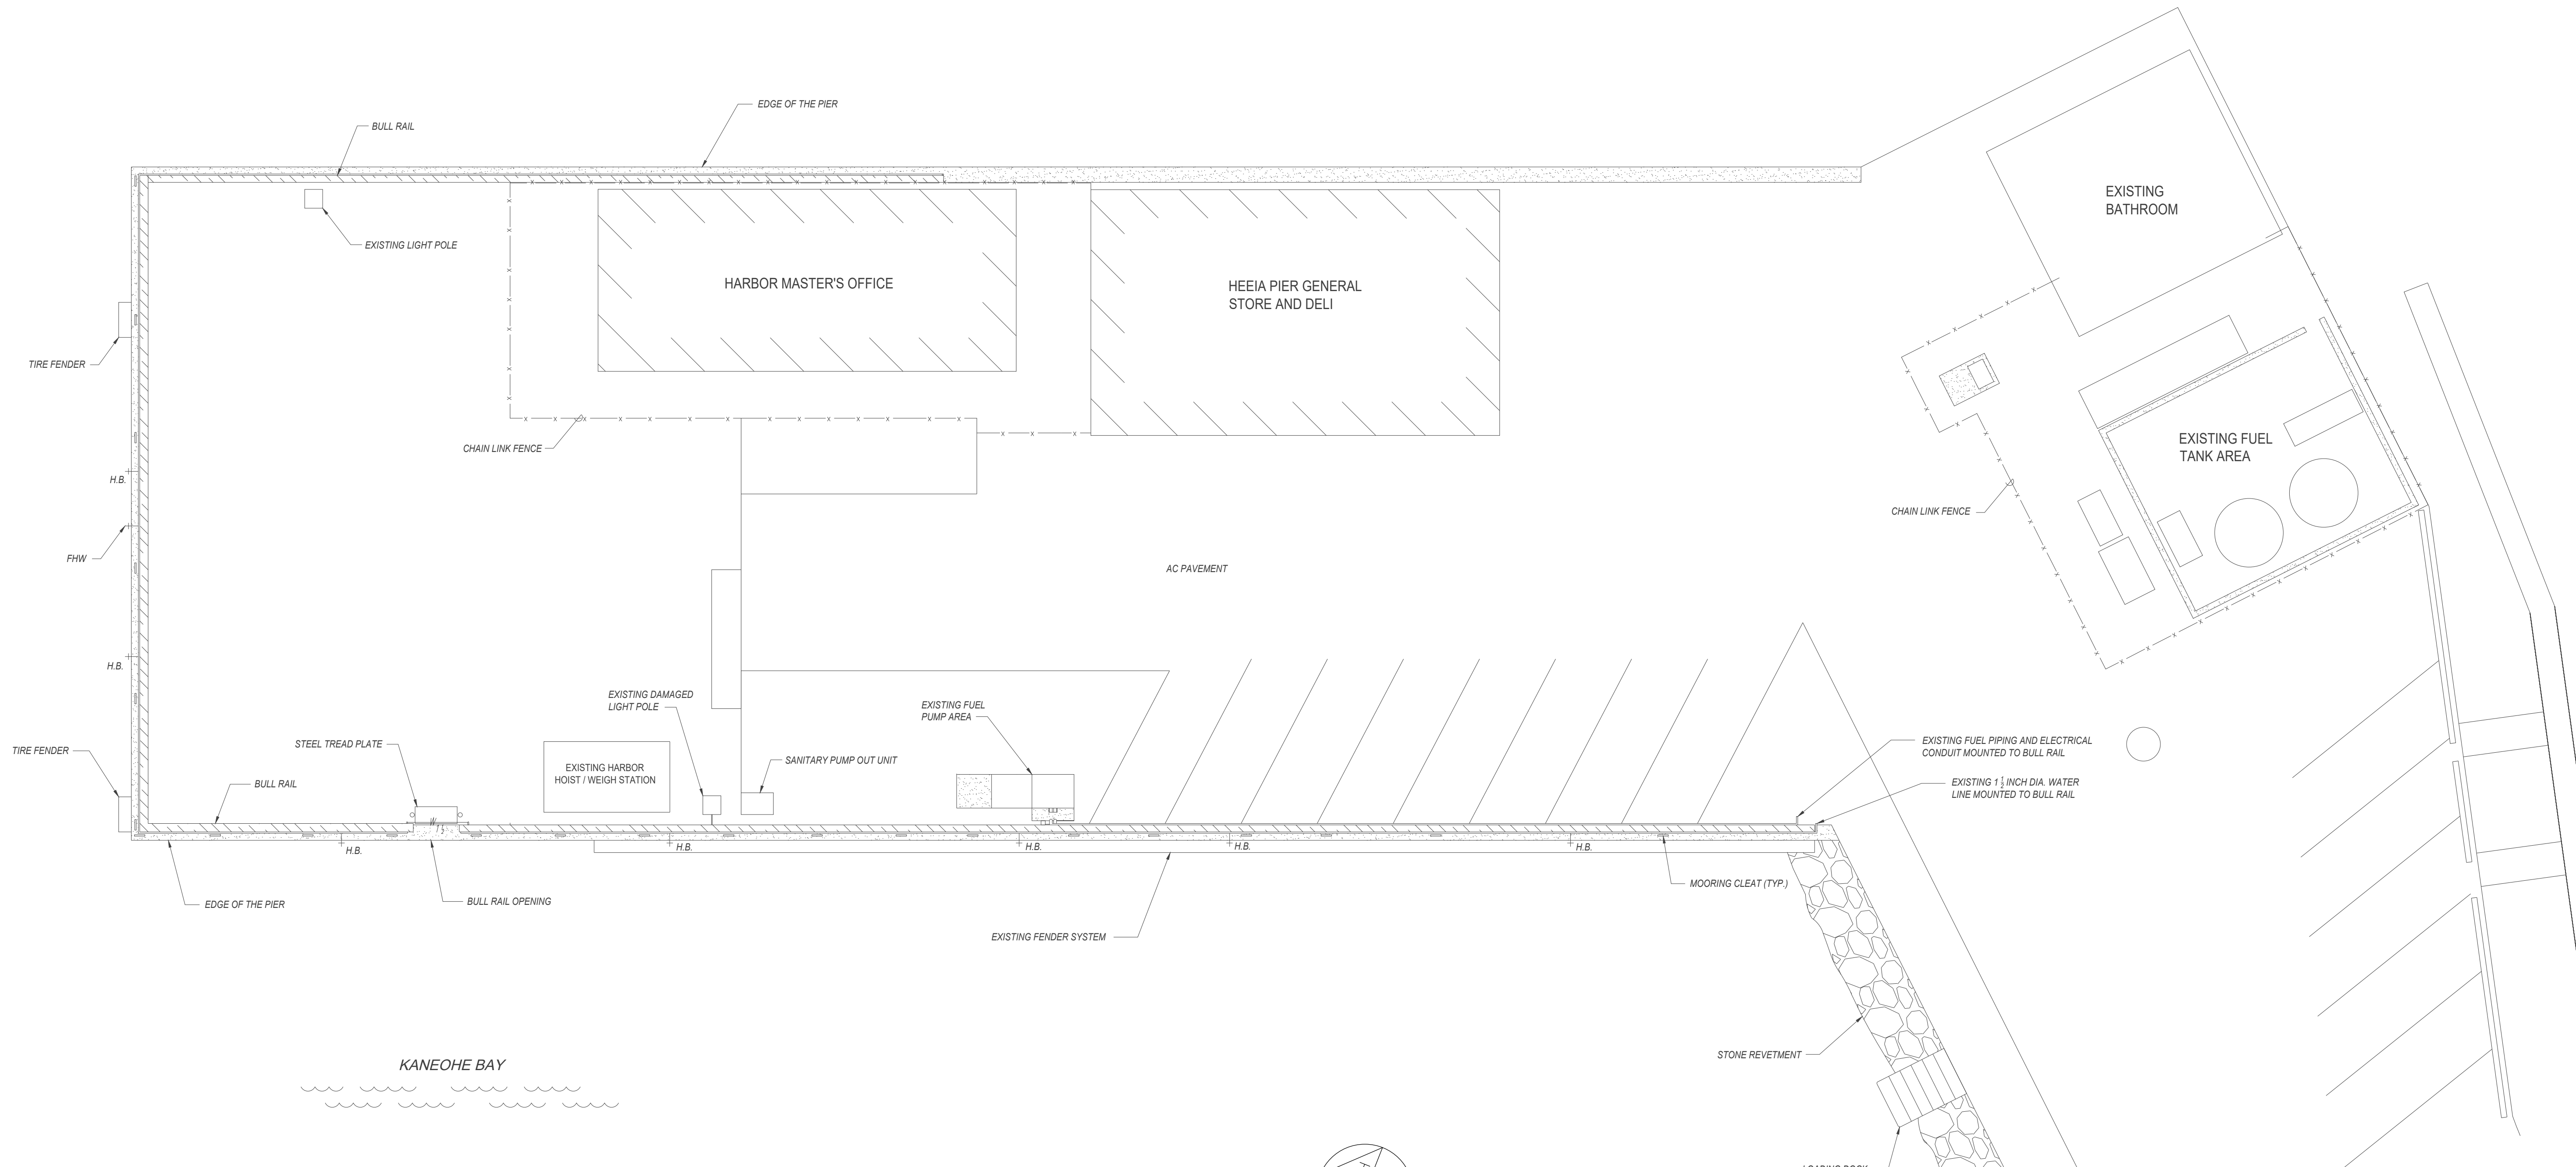 EDGE OF THE PIER
BULL RAIL
EXISTING
BATHROOM
EXISTING LIGHT POLE
HARBOR MASTER'S OFFICE
HEEIA PIER GENERAL
STORE AND DELI
TIRE FENDER
CHAIN LINK FENCE
EXISTING FUEL
TANK AREA
H.B.
CHAIN LINK FENCE
FHW
AC PAVEMENT
H.B.
EXISTING DAMAGED
LIGHT POLE
EXISTING FUEL
PUMP AREA
TIRE FENDER
STEEL TREAD PLATE
EXISTING HARBOR
HOIST / WEIGH STATION
SANITARY PUMP OUT UNIT
EXISTING FUEL PIPING AND ELECTRICAL
CONDUIT MOUNTED TO BULL RAIL
BULL RAIL
EXISTING 1 1/2 INCH DIA. WATER
LINE MOUNTED TO BULL RAIL
H.B.
H.B.
H.B.
H.B.
H.B.
MOORING CLEAT (TYP.)
EDGE OF THE PIER
BULL RAIL OPENING
EXISTING FENDER SYSTEM
STONE REVETMENT
KANEOHE BAY